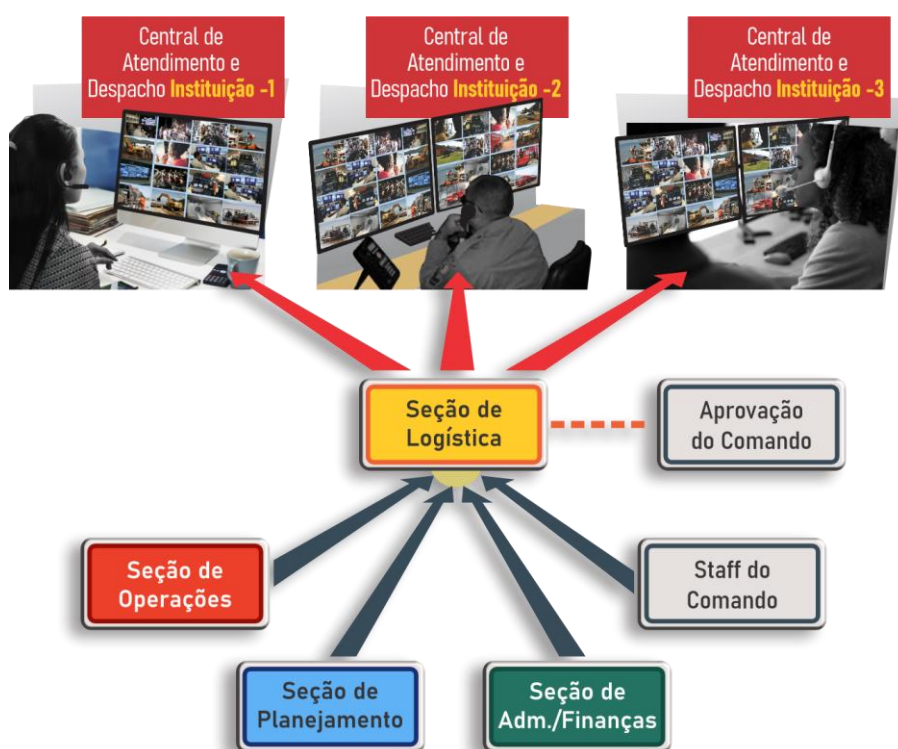 Central de
Atendimento e
Despacho Instituição -1
Central de
Atendimento e
Despacho Instituição -2
Central de
Atendimento e
Despacho Instituição -3
Seção de
Logística
Aprovação
do Comando
Seção de
Operações
Staff do
Comando
Seção de
Planejamento
Seção de
Adm./Finanças